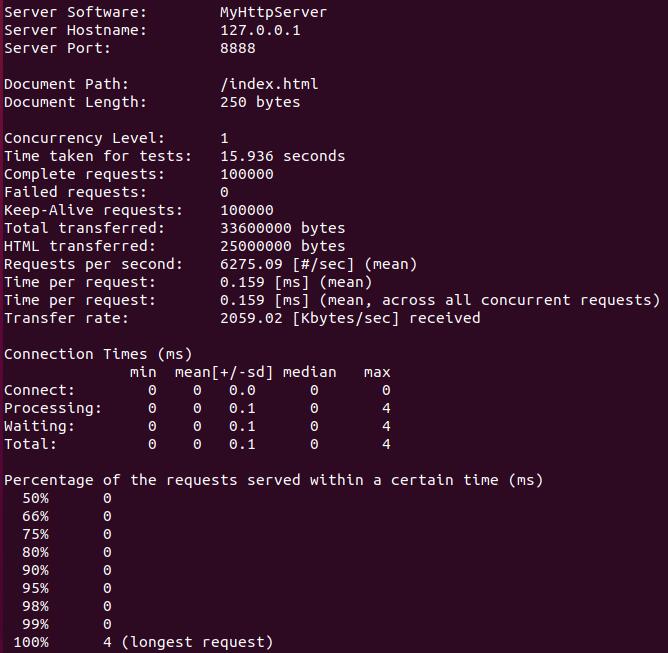 Server Software:        MyHttpServer
Server Hostname:        127.0.0.1
Server Port:            8888

Document Path:          /index.html
Document Length:        250 bytes

Concurrency Level:      1
Time taken for tests:   15.936 seconds
Complete requests:      100000
Failed requests:        0
Keep-Alive requests:    100000
Total transferred:      33600000 bytes
HTML transferred:       25000000 bytes
Requests per second:    6275.09 [#/sec] (mean)
Time per request:       0.159 [ms] (mean)
Time per request:       0.159 [ms] (mean, across all concurrent requests)
Transfer rate:          2059.02 [Kbytes/sec] received

Connection Times (ms)
              min  mean[+/-sd] median   max
Connect:        0    0   0.0      0       0
Processing:     0    0   0.1      0       4
Waiting:        0    0   0.1      0       4
Total:          0    0   0.1      0       4

Percentage of the requests served within a certain time (ms)
  50%      0
  66%      0
  75%      0
  80%      0
  90%      0
  95%      0
  98%      0
  99%      0
 100%      4 (longest request)